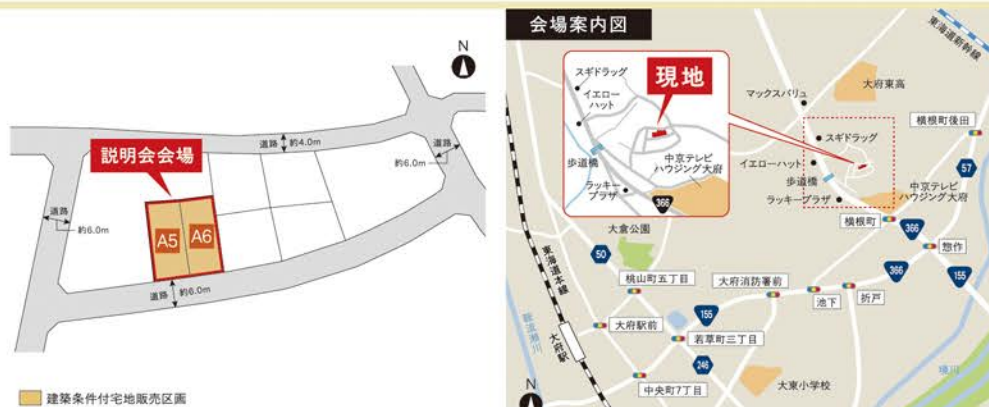 N
道路
約4.0m
説明会会場
道路
約6.0m
道路
約6.0m
A5
A6
道路
約6.0m
建築条件付宅地販売区画
会場案内図
スギドラッグ
イエロー
ハット
現地
歩道橋
中京テレビ
ハウジング大府
ラッキー
プラザ
366
東海道新幹線
マックスバリュ
大府東高
横根町後田
スギドラッグ
57
イエローハット
歩道橋
中京テレビ
ハウジング大府
ラッキープラザ
横根町
366
惣作
155
大倉公園
50
東海道本線
桃山町五丁目
大府消防署前
366
池下
折戸
155
大府駅前
若草町三丁目
大府駅
246
中央町7丁目
大東小学校
境川
N